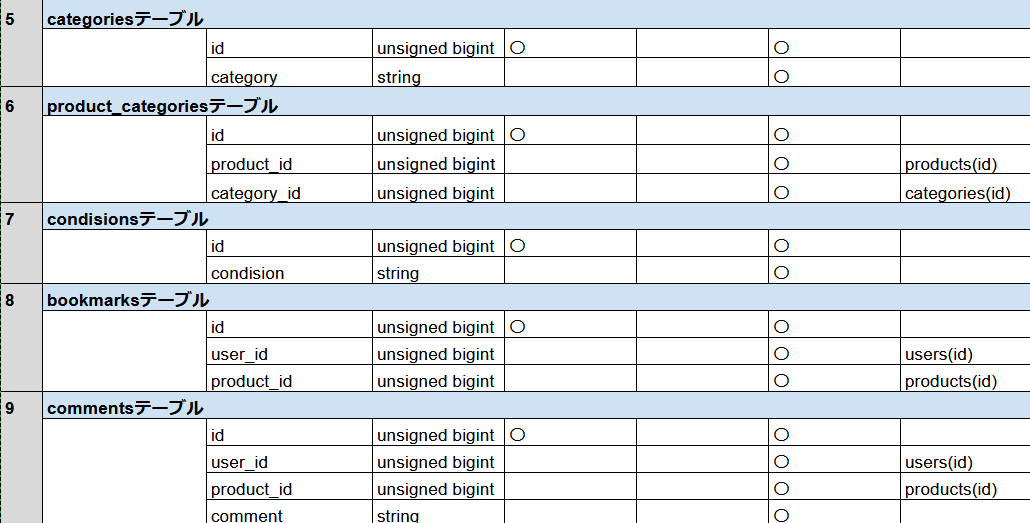 5 categoriesテーブル
id unsigned bigint ○ ○
category string ○
6 product_categoriesテーブル
id unsigned bigint ○ ○
product_id unsigned bigint ○ products(id)
category_id unsigned bigint ○ categories(id)
7 condisionsテーブル
id unsigned bigint ○ ○
condision string ○
8 bookmarksテーブル
id unsigned bigint ○ ○
user_id unsigned bigint ○ users(id)
product_id unsigned bigint ○ products(id)
9 commentsテーブル
id unsigned bigint ○ ○
user_id unsigned bigint ○ users(id)
product_id unsigned bigint ○ products(id)
comment string ○